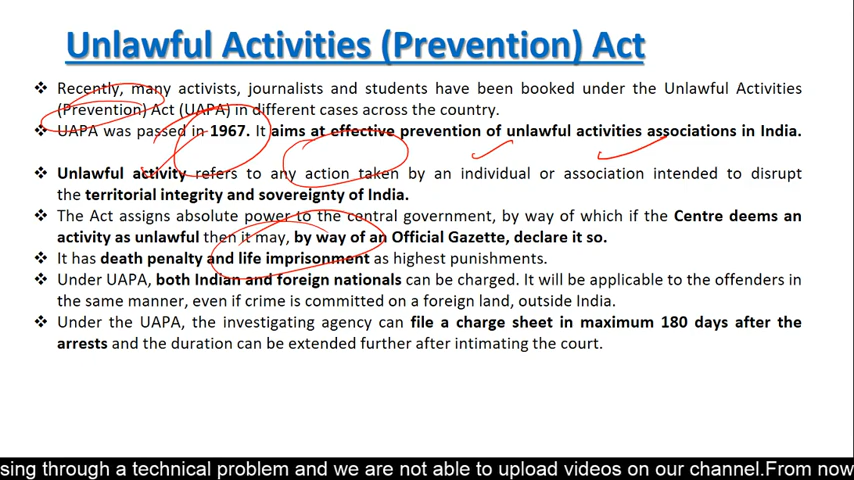 Unlawful Activities (Prevention) Act
❖ Recently, many activists, journalists and students have been booked under the Unlawful Activities
(Prevention) Act (UAPA) in different cases across the country.
❖ UAPA was passed in 1967. It aims at effective prevention of unlawful activities associations in India.
❖ Unlawful activity refers to any action taken by an individual or association intended to disrupt
the territorial integrity and sovereignty of India.
❖ The Act assigns absolute power to the central government, by way of which if the Centre deems an
activity as unlawful then it may, by way of an Official Gazette, declare it so.
❖ It has death penalty and life imprisonment as highest punishments.
❖ Under UAPA, both Indian and foreign nationals can be charged. It will be applicable to the offenders in
the same manner, even if crime is committed on a foreign land, outside India.
❖ Under the UAPA, the investigating agency can file a charge sheet in maximum 180 days after the
arrests and the duration can be extended further after intimating the court.
sing through a technical problem and we are not able to upload videos on our channel.From now